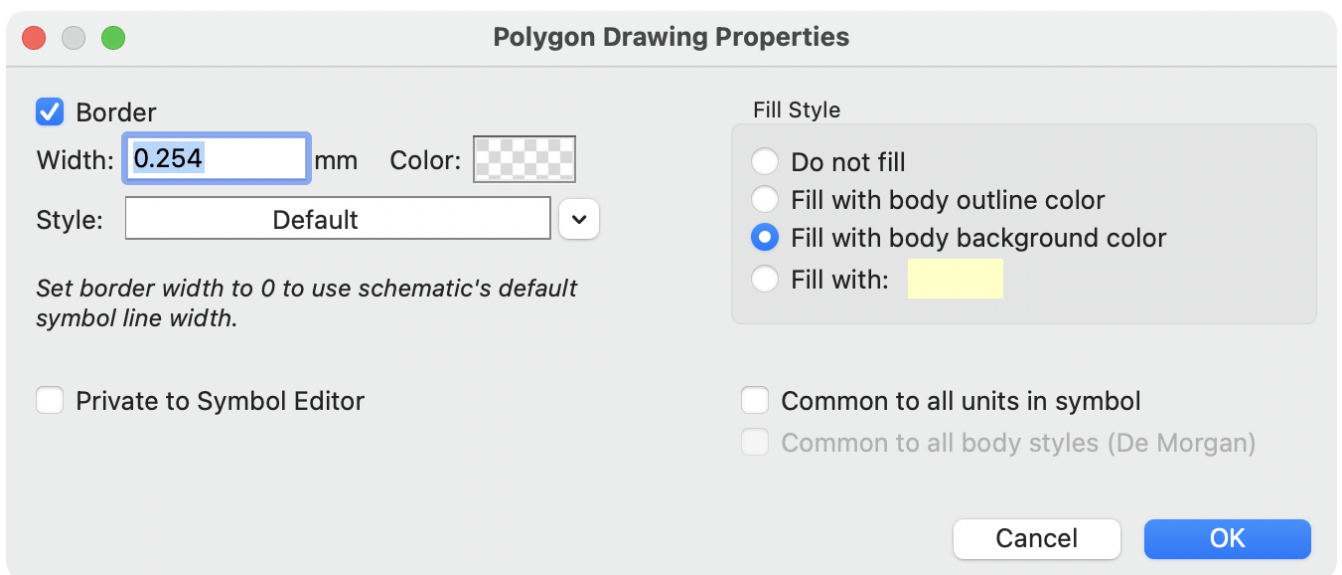 Polygon Drawing Properties
Border
Width: 0.254 mm Color:
Style: Default
Set border width to 0 to use schematic's default
symbol line width.
Private to Symbol Editor
Fill Style
Do not fill
Fill with body outline color
Fill with body background color
Fill with:
Common to all units in symbol
Common to all body styles (De Morgan)
Cancel OK